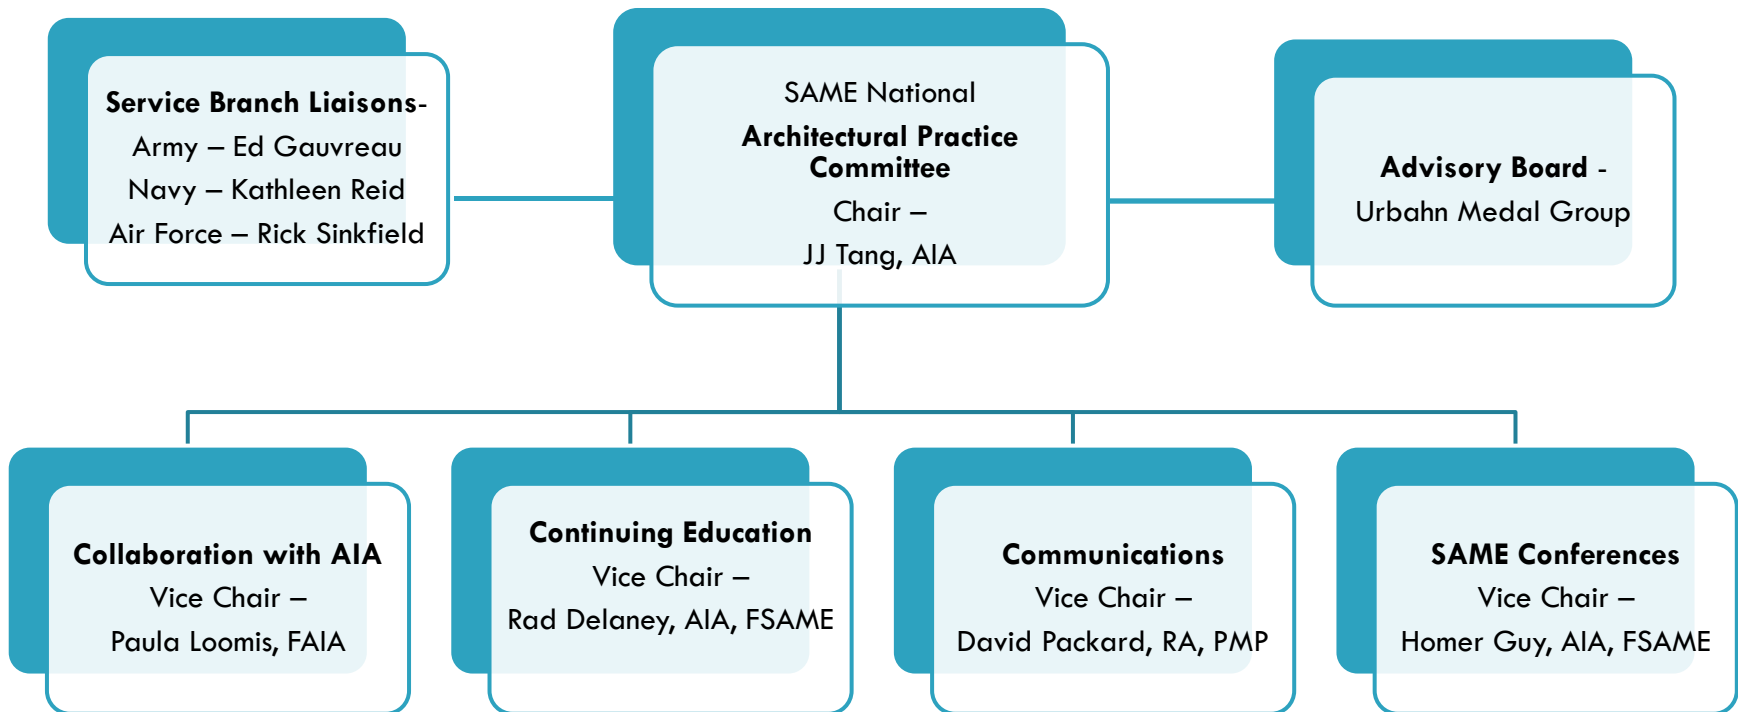 Service Branch Liaisons-
Army – Ed Gauvreau
Navy – Kathleen Reid
Air Force – Rick Sinkfield
SAME National
Architectural Practice
Committee
Chair –
JJ Tang, AIA
Advisory Board -
Urbahn Medal Group
Collaboration with AIA
Vice Chair –
Paula Loomis, FAIA
Continuing Education
Vice Chair –
Rad Delaney, AIA, FSAME
Communications
Vice Chair –
David Packard, RA, PMP
SAME Conferences
Vice Chair –
Homer Guy, AIA, FSAME